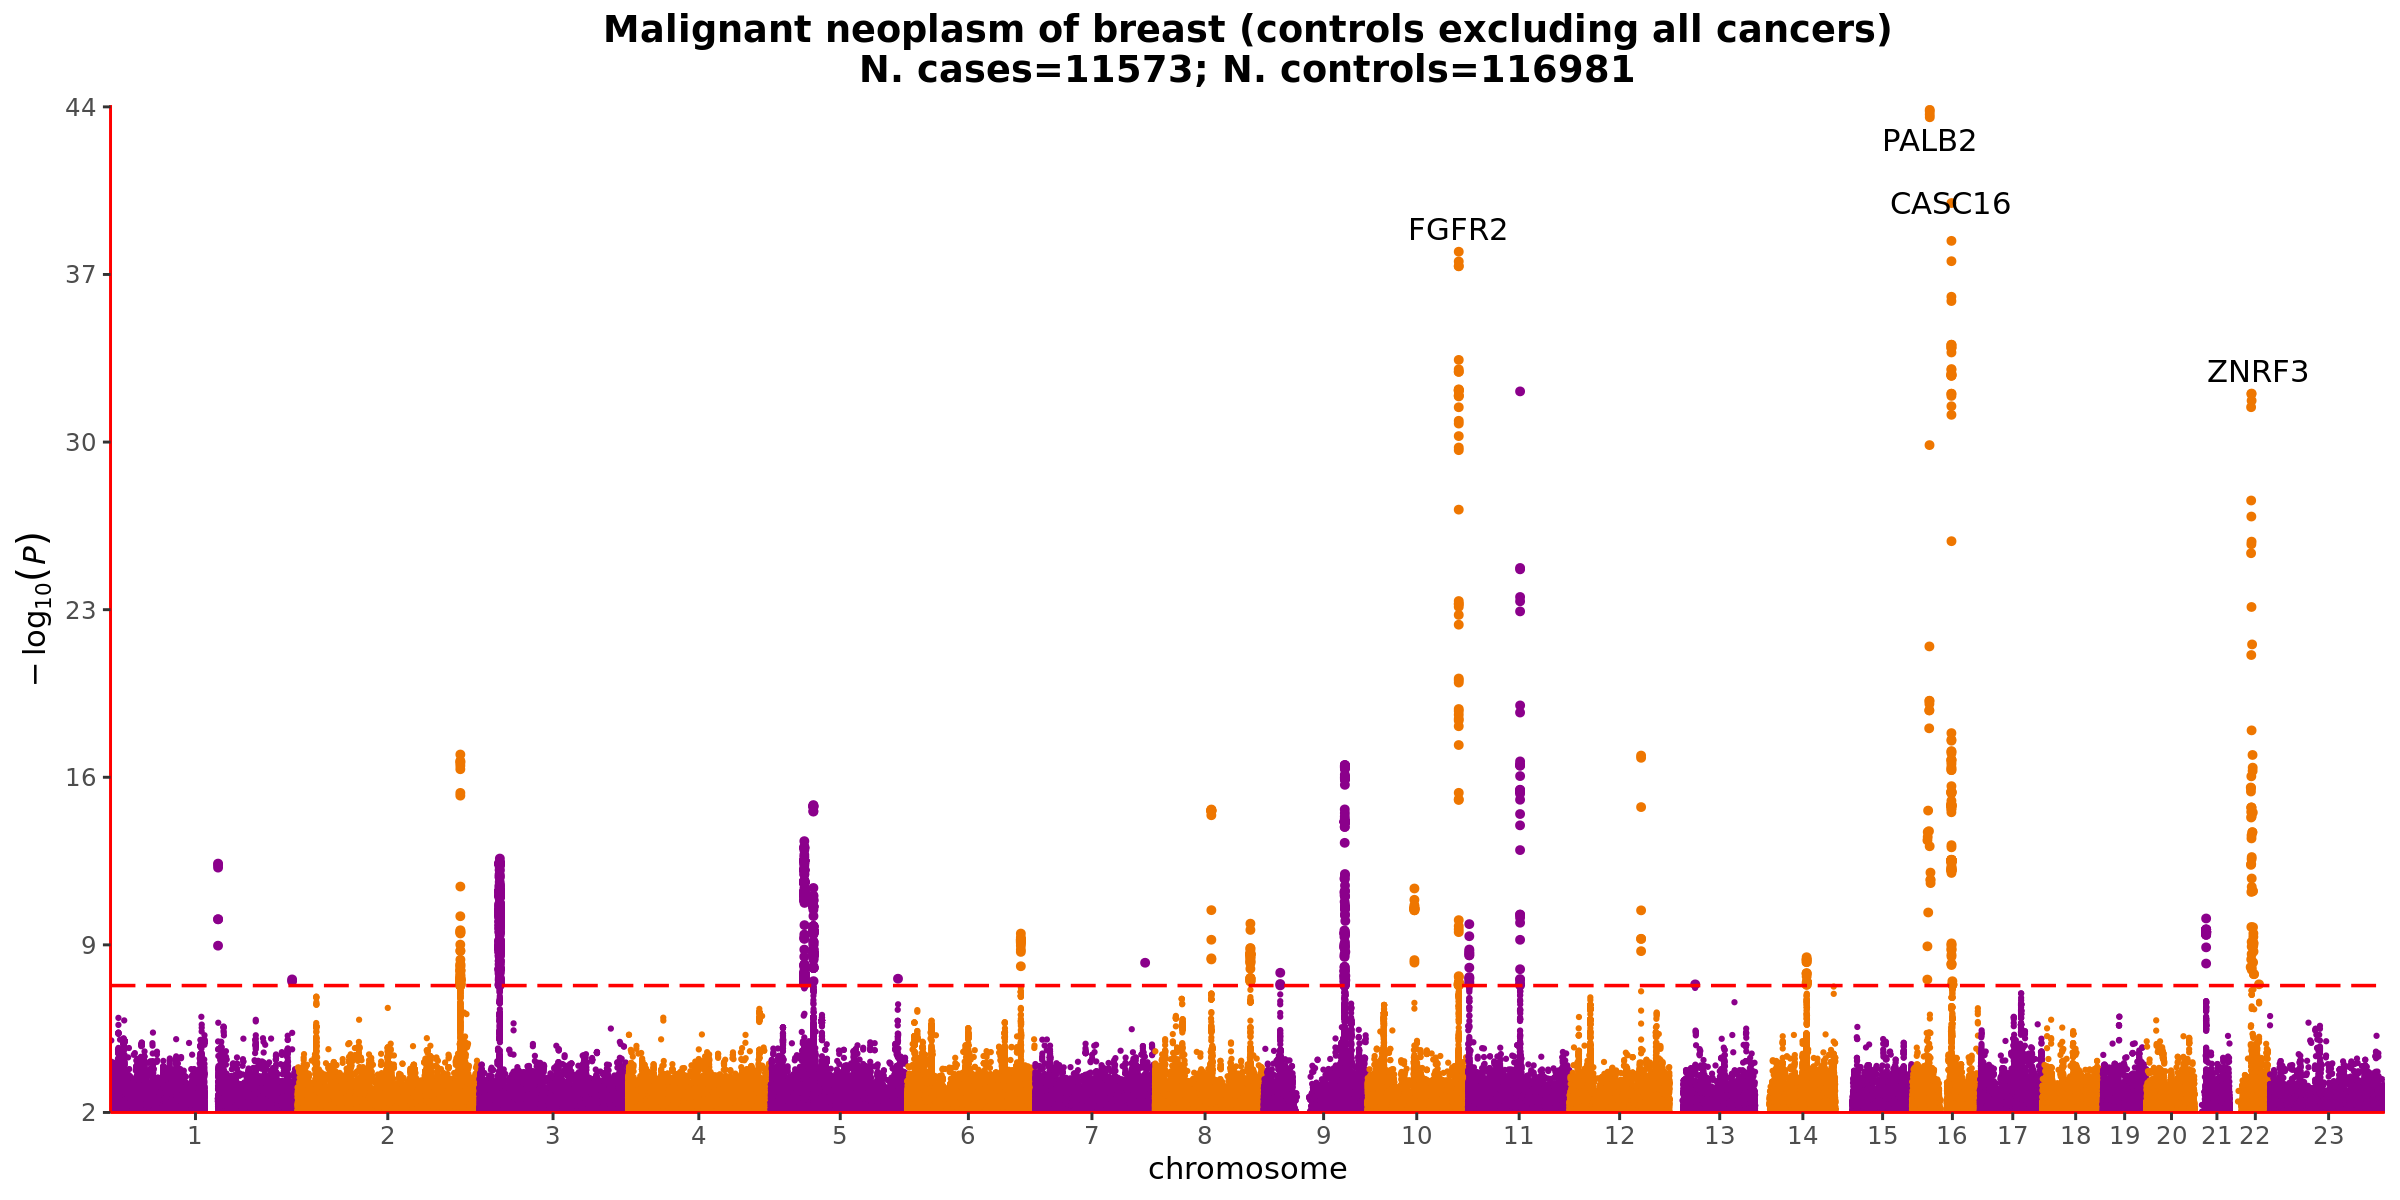 Malignant neoplasm of breast (controls excluding all cancers)
N. cases=11573; N. controls=116981
44
37
30
23
16
9
2
− log10(P)
PALB2
CASC16
FGFR2
ZNRF3
1 2 3 4 5 6 7 8 9 10 11 12 13 14 15 16 17 18 19 20 21 22 23
chromosome